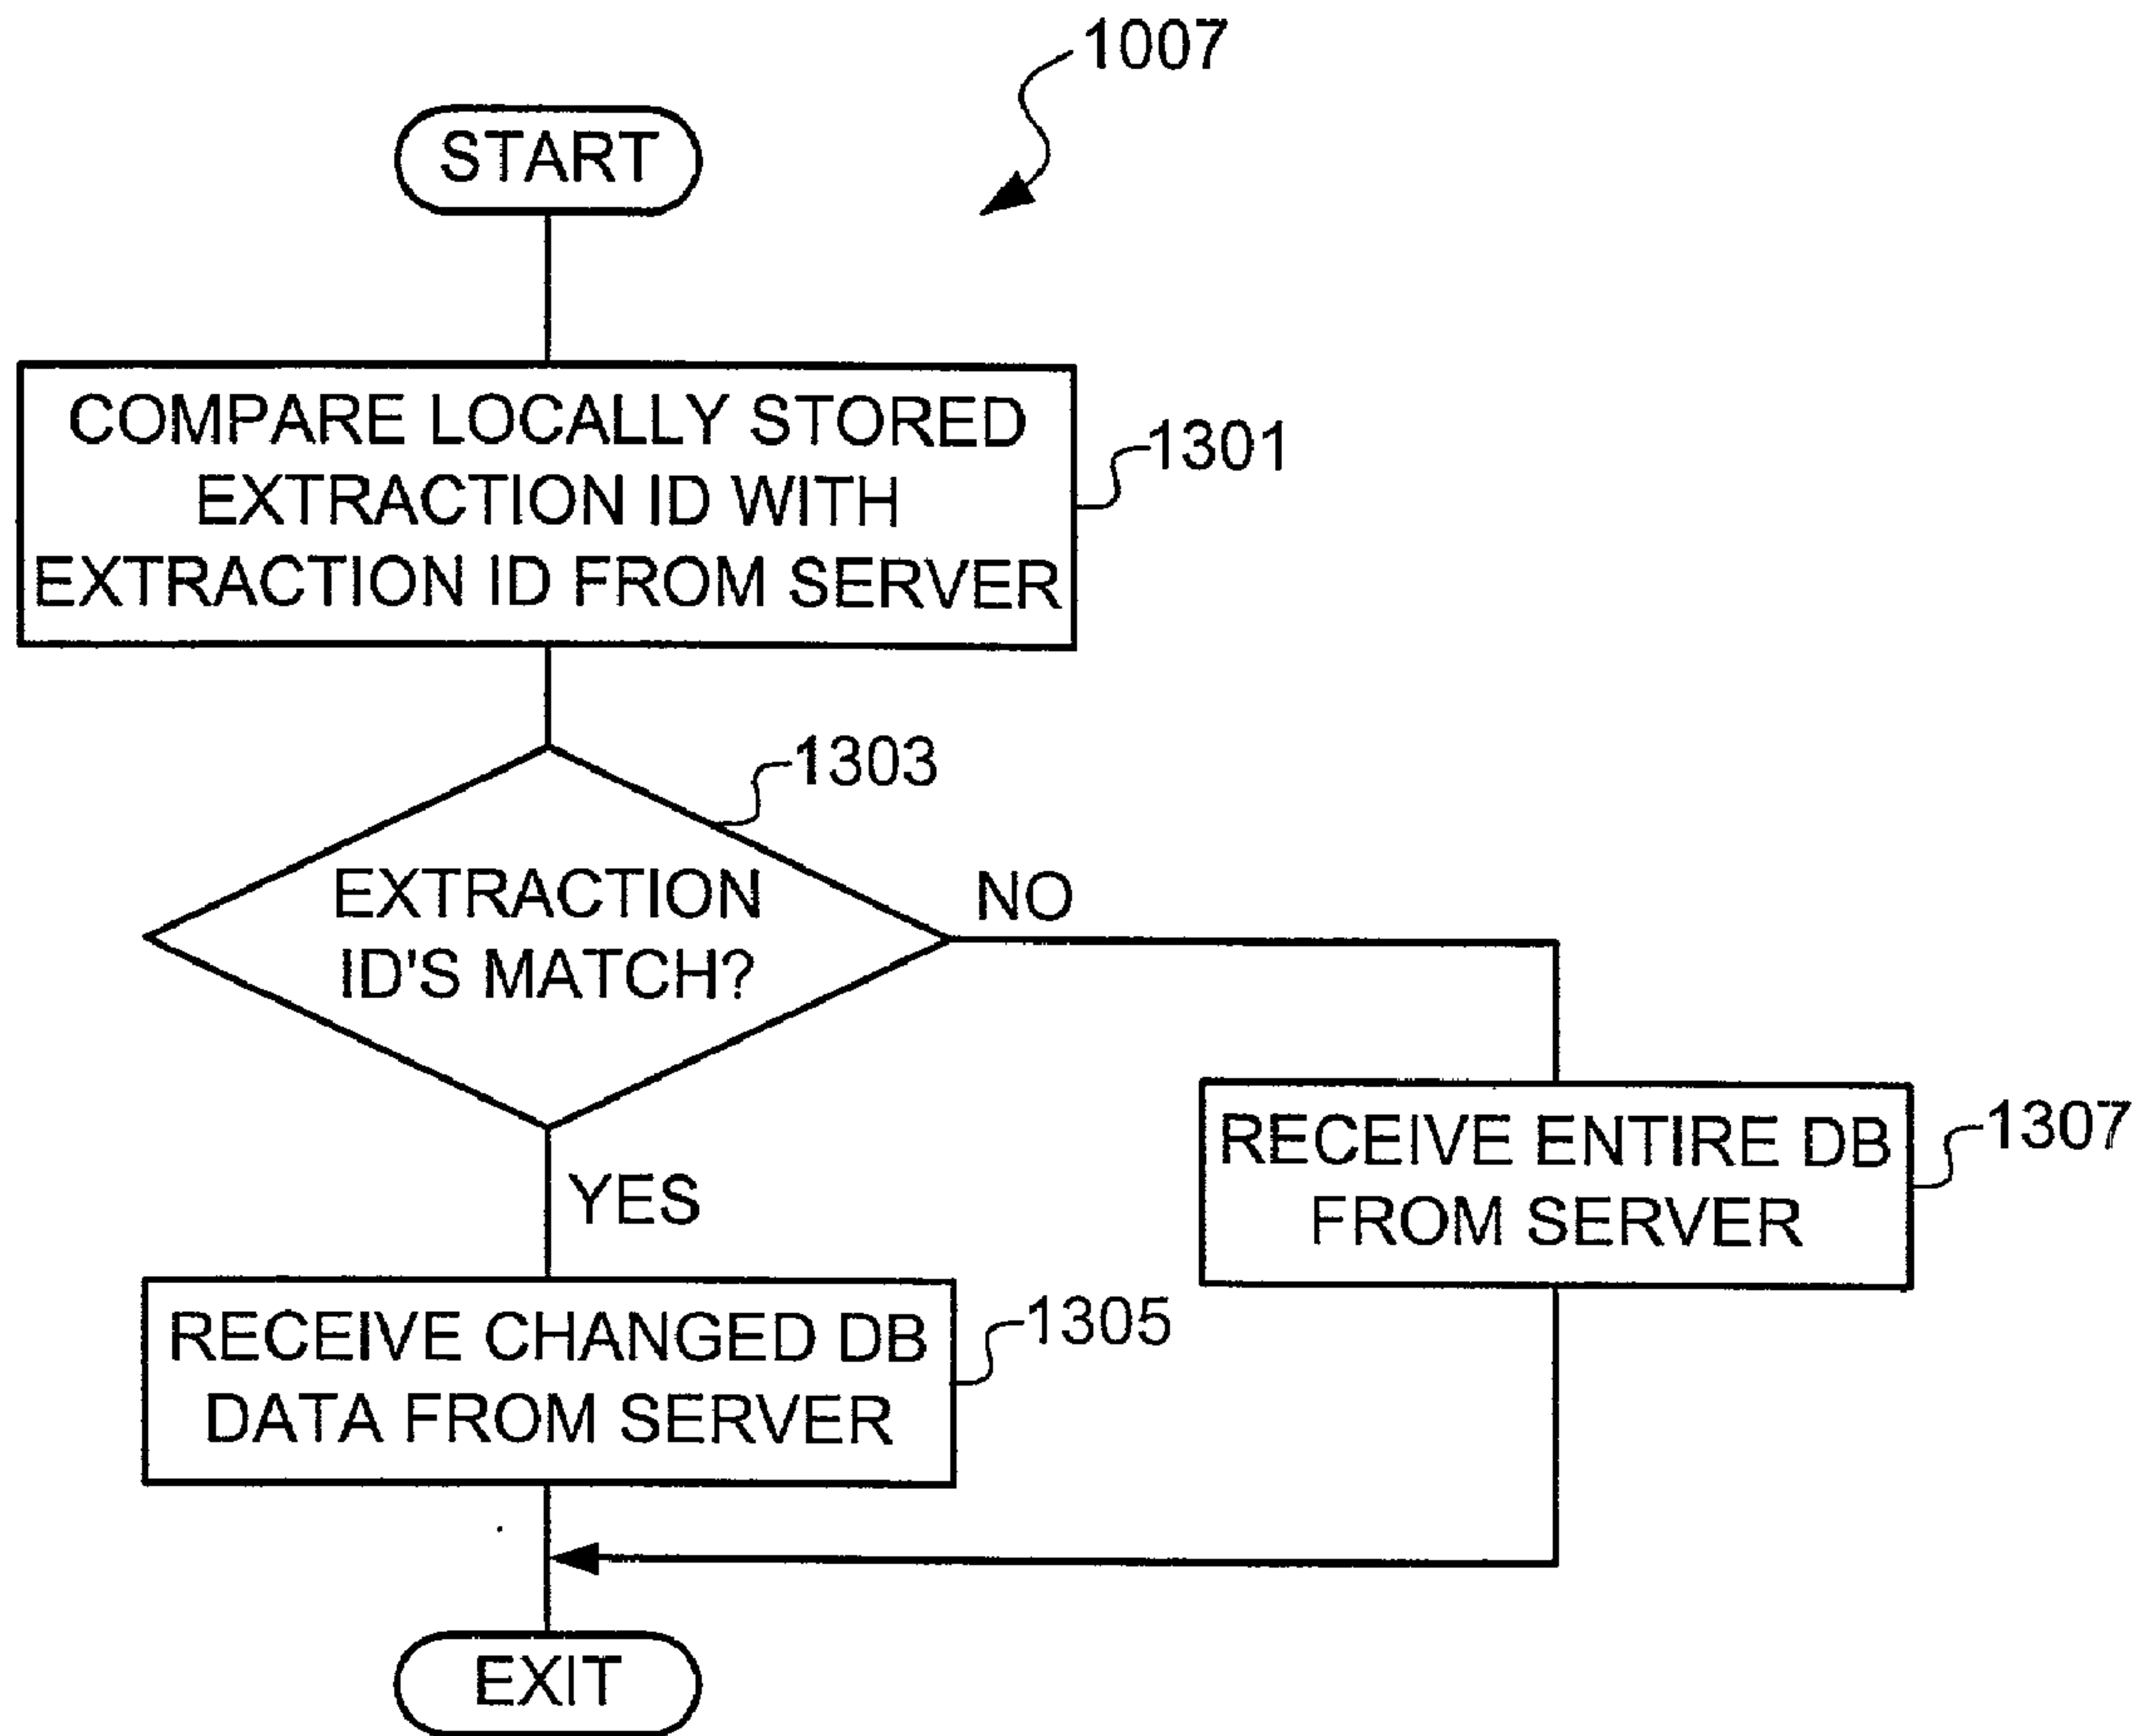 1007
START
COMPARE LOCALLY STORED
EXTRACTION ID WITH
EXTRACTION ID FROM SERVER
1301
1303
EXTRACTION
ID'S MATCH?
NO
YES
RECEIVE ENTIRE DB
FROM SERVER
1307
RECEIVE CHANGED DB
DATA FROM SERVER
1305
EXIT